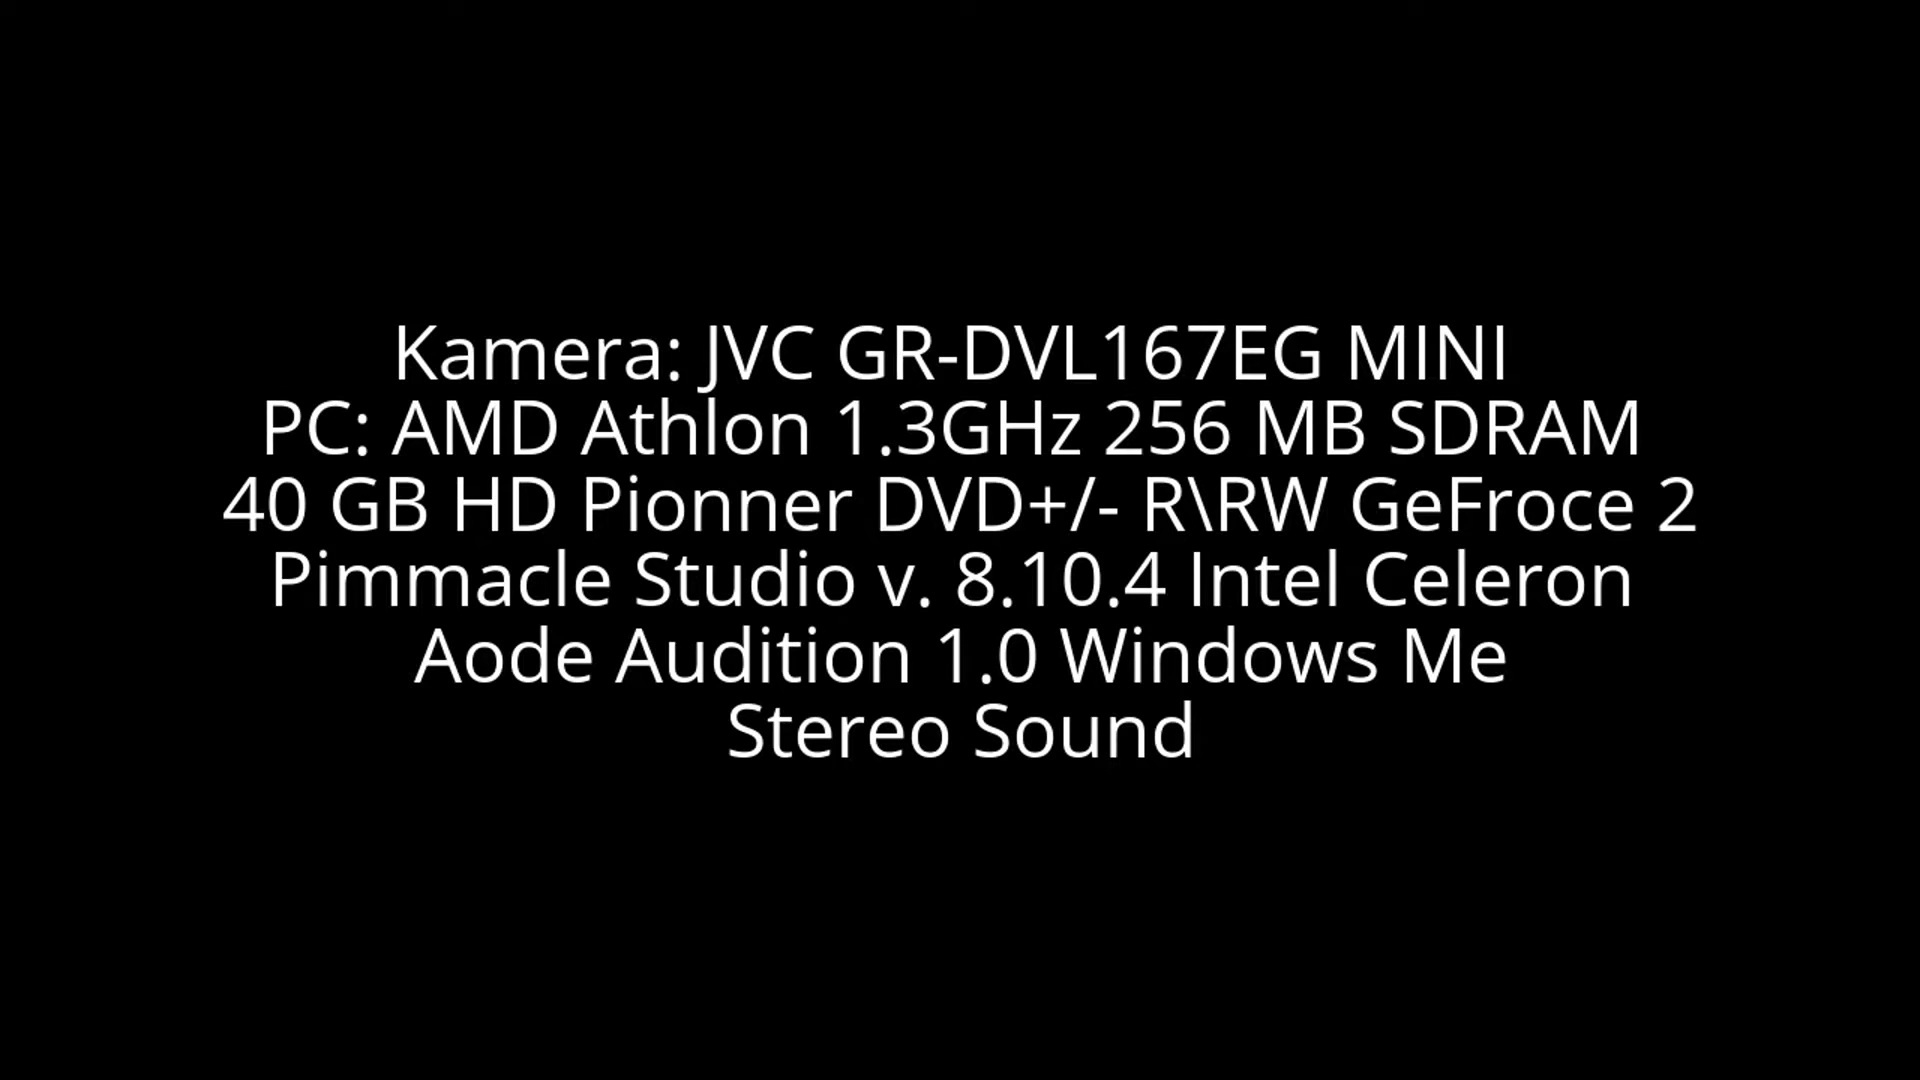 Kamera: JVC GR-DVL167EG MINI
PC: AMD Athlon 1.3GHz 256 MB SDRAM
40 GB HD Pionner DVD+/- R\RW GeFroce 2
Pimmacle Studio v. 8.10.4 Intel Celeron
Aode Audition 1.0 Windows Me
Stereo Sound